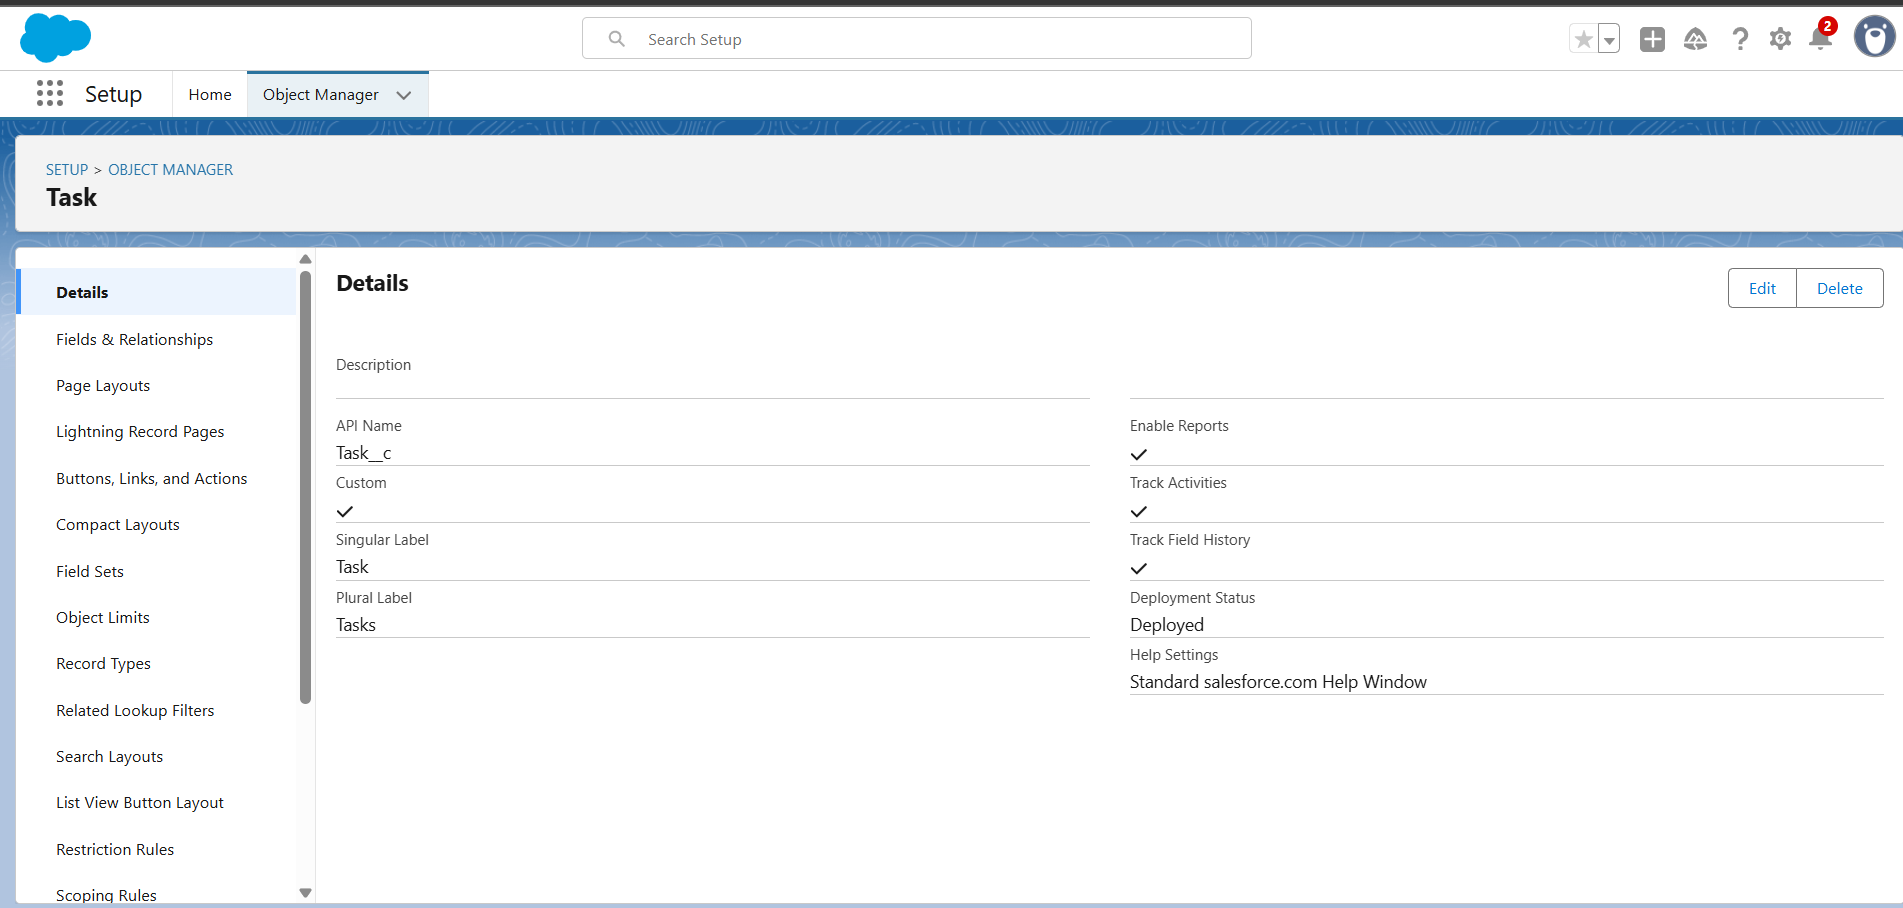 Search Setup
2
Setup
Home
Object Manager
SETUP > OBJECT MANAGER
Task
Details
Fields & Relationships
Page Layouts
Lightning Record Pages
Buttons, Links, and Actions
Compact Layouts
Field Sets
Object Limits
Record Types
Related Lookup Filters
Search Layouts
List View Button Layout
Restriction Rules
Scoping Rules
Details
Edit
Delete
Description
API Name
Task__c
Custom
Singular Label
Task
Plural Label
Tasks
Enable Reports
Track Activities
Track Field History
Deployment Status
Deployed
Help Settings
Standard salesforce.com Help Window